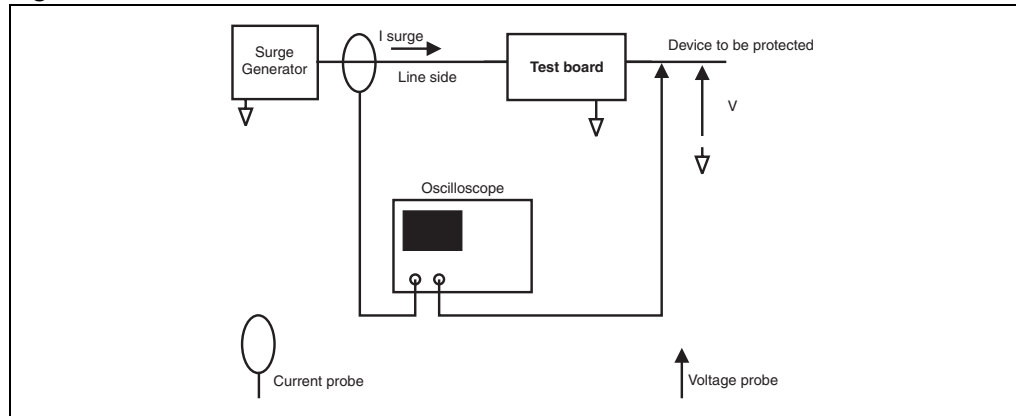 Surge
Generator
I surge
Line side
Test board
Device to be protected
V
Oscilloscope
Current probe
Voltage probe